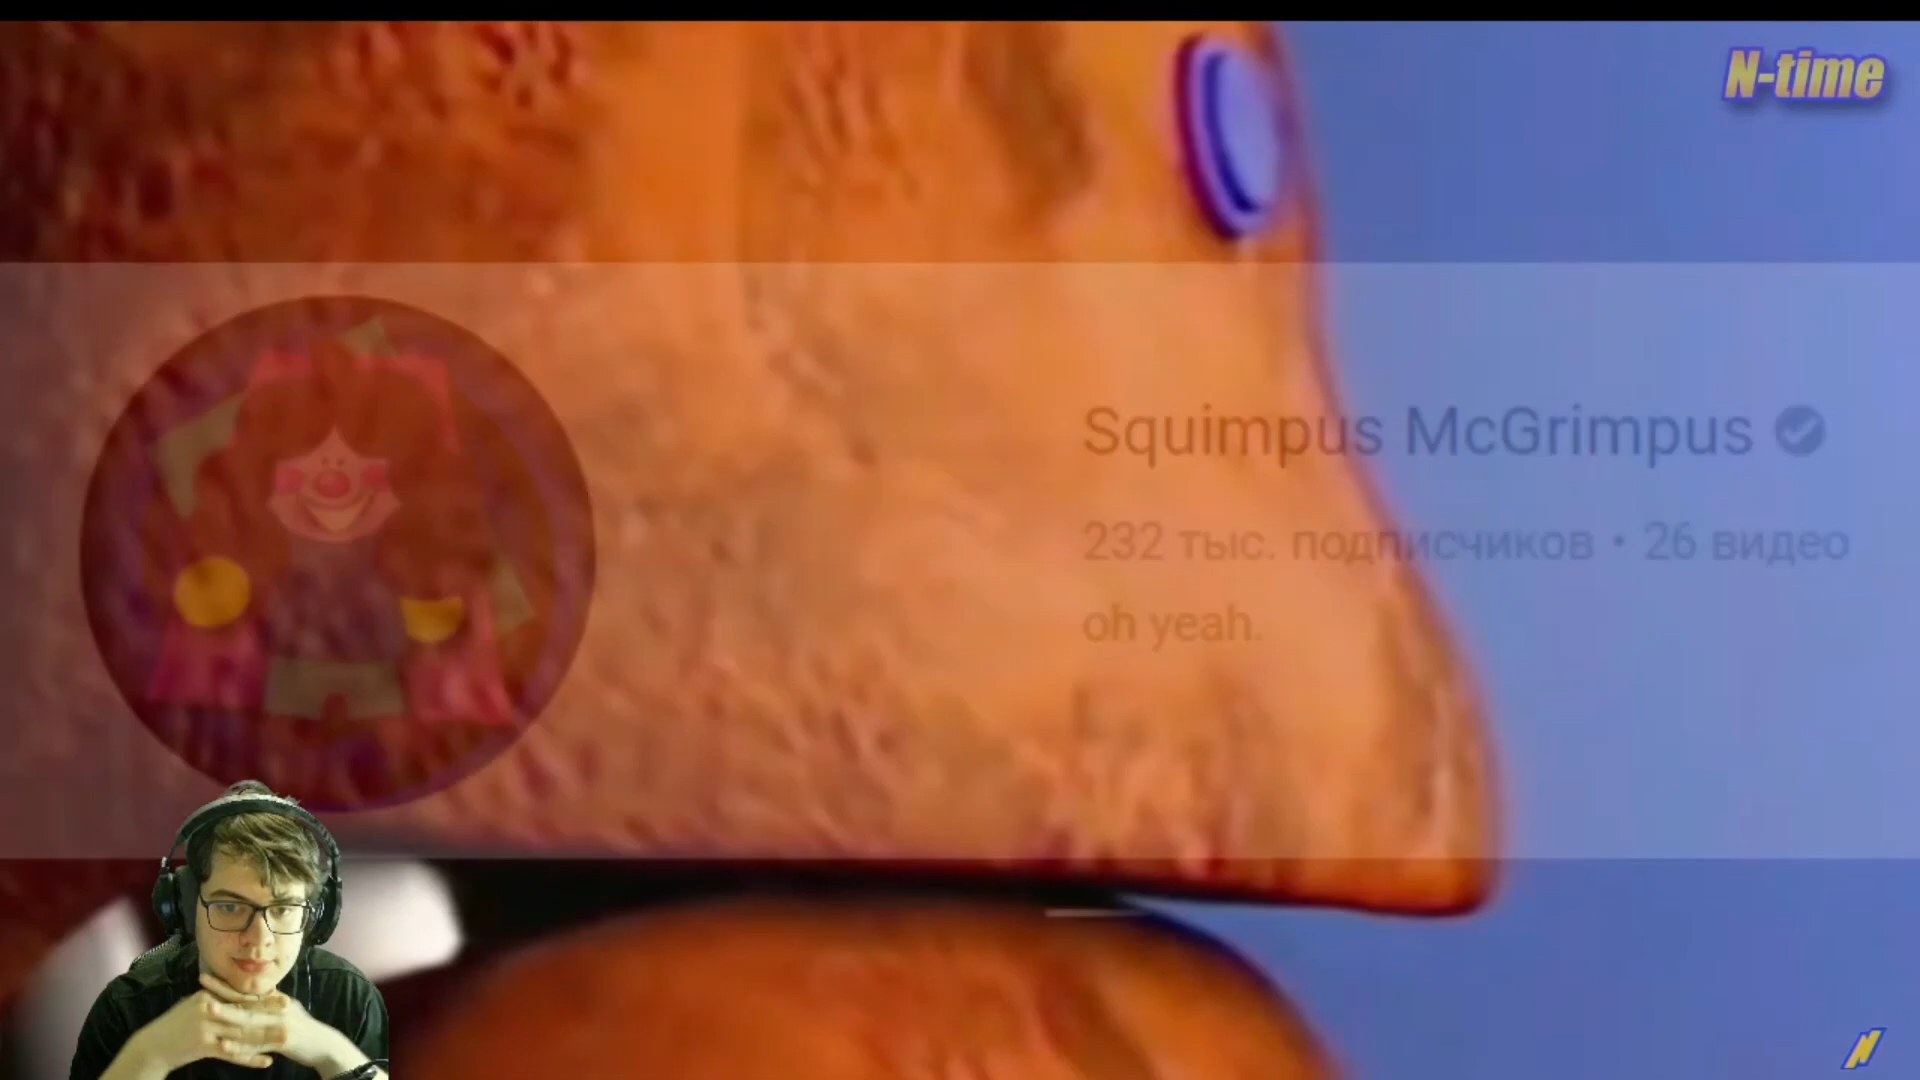 N-time
Squimpus McGrimpus
232 тыс. подписчиков • 26 видео
oh yeah.
N